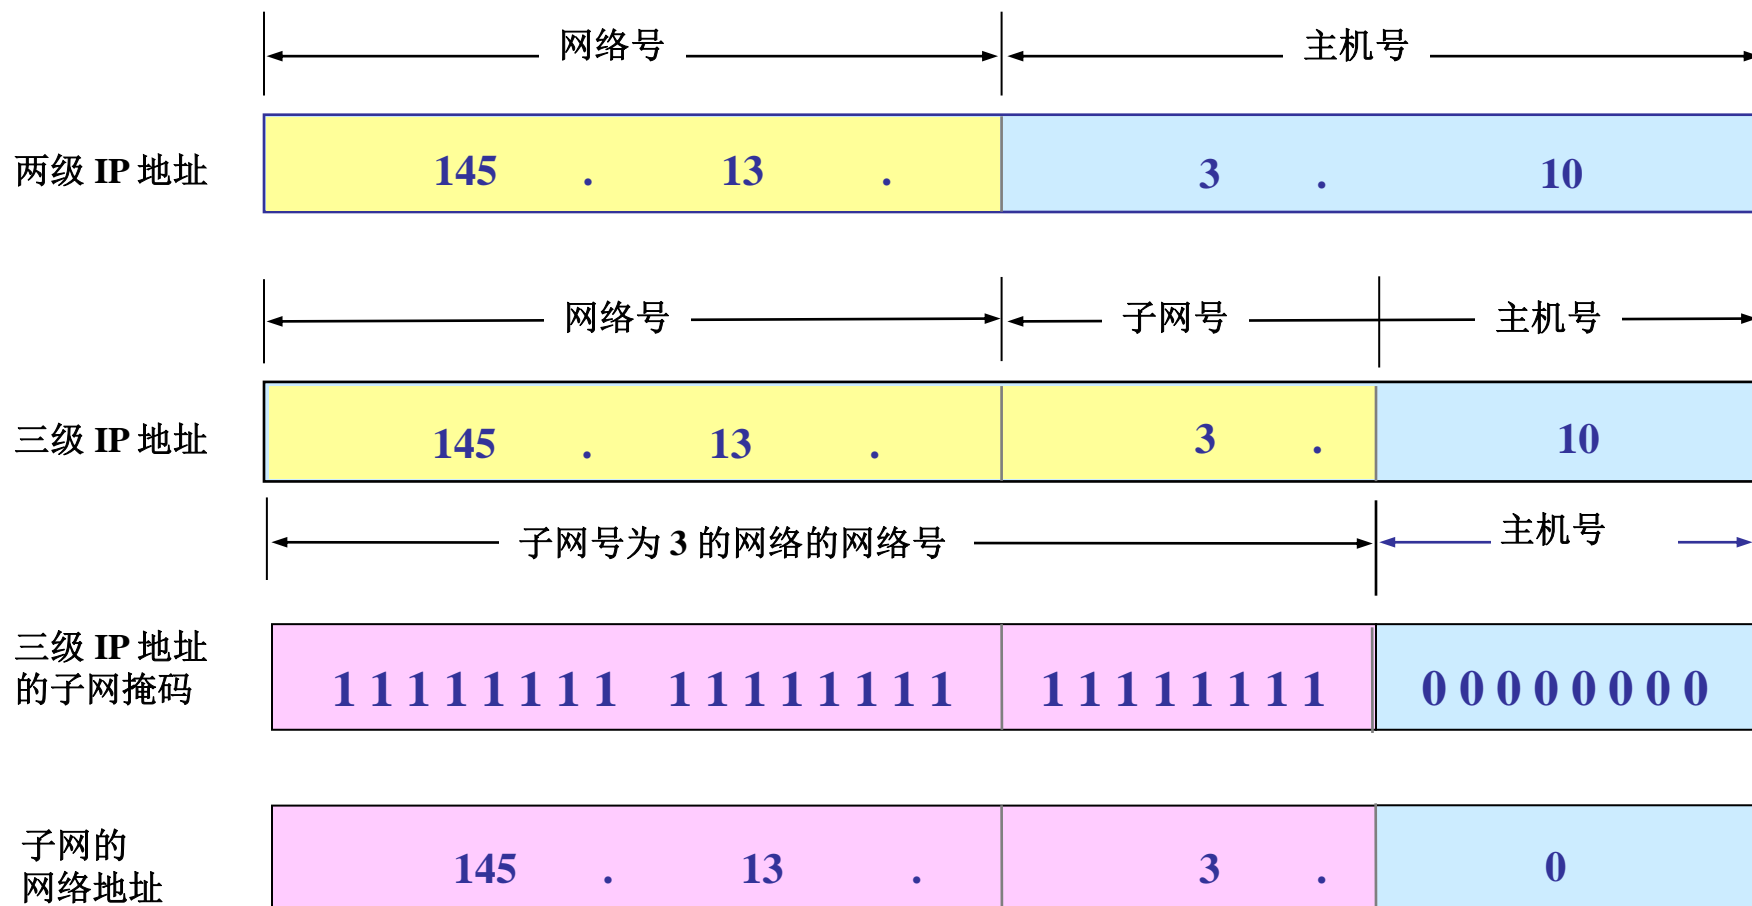 网络号 主机号
两级 IP 地址 145 . 13 . 3 . 10
网络号 子网号 主机号
三级 IP 地址 145 . 13 . 3 . 10
子网号为 3 的网络的网络号 主机号
三级 IP 地址
的子网掩码
1 1 1 1 1 1 1 1 1 1 1 1 1 1 1 1 1 1 1 1 1 1 1 1 0 0 0 0 0 0 0 0
子网的
网络地址
145 . 13 . 3 . 0